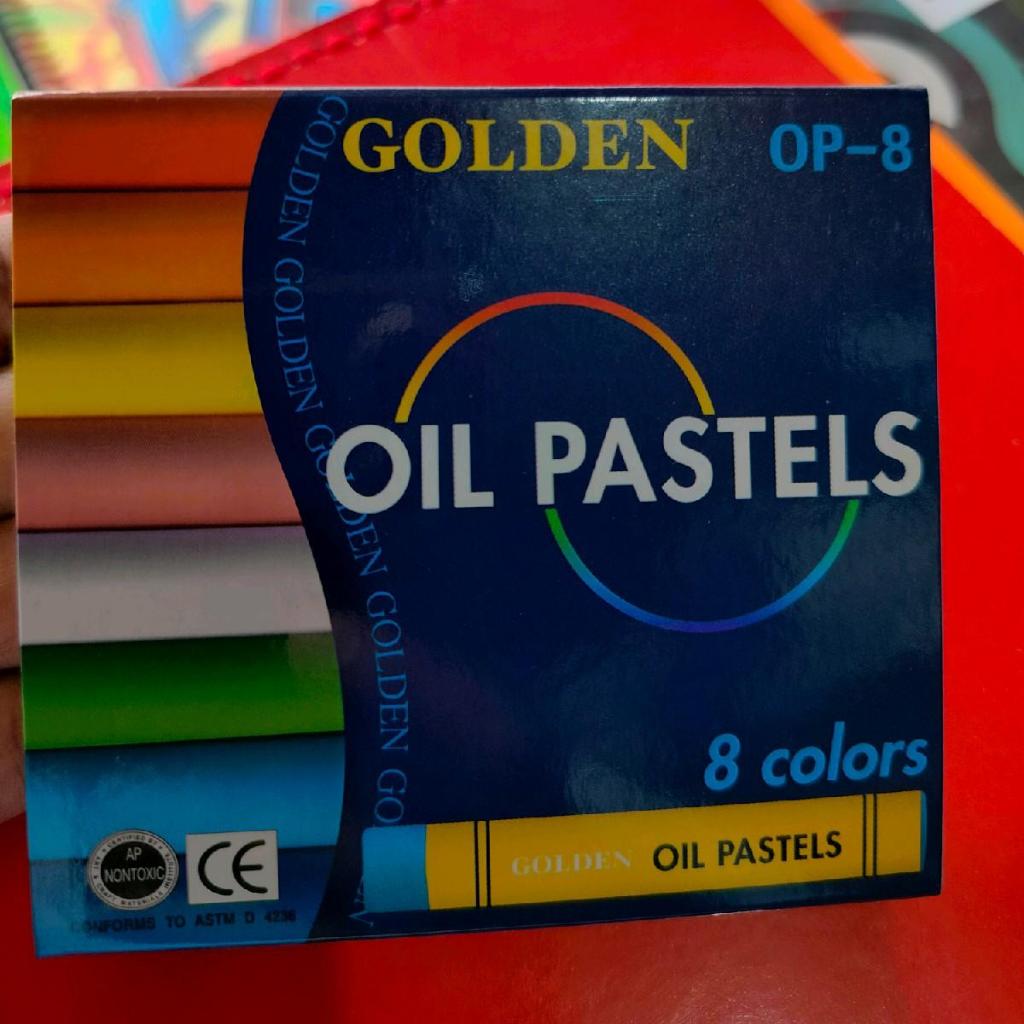 GOLDEN OP-8
GOLDEN GOLDEN GOLDEN GOLDEN GO
OIL PASTELS
8 colors
GOLDEN OIL PASTELS
AP
NONTOXIC
CE
CONFORMS TO ASTM D 4236